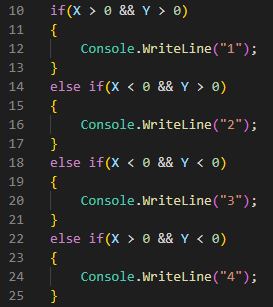 10 if(X > 0 && Y > 0)
11 {
12     Console.WriteLine("1");
13 }
14 else if(X < 0 && Y > 0)
15 {
16     Console.WriteLine("2");
17 }
18 else if(X < 0 && Y < 0)
19 {
20     Console.WriteLine("3");
21 }
22 else if(X > 0 && Y < 0)
23 {
24     Console.WriteLine("4");
25 }